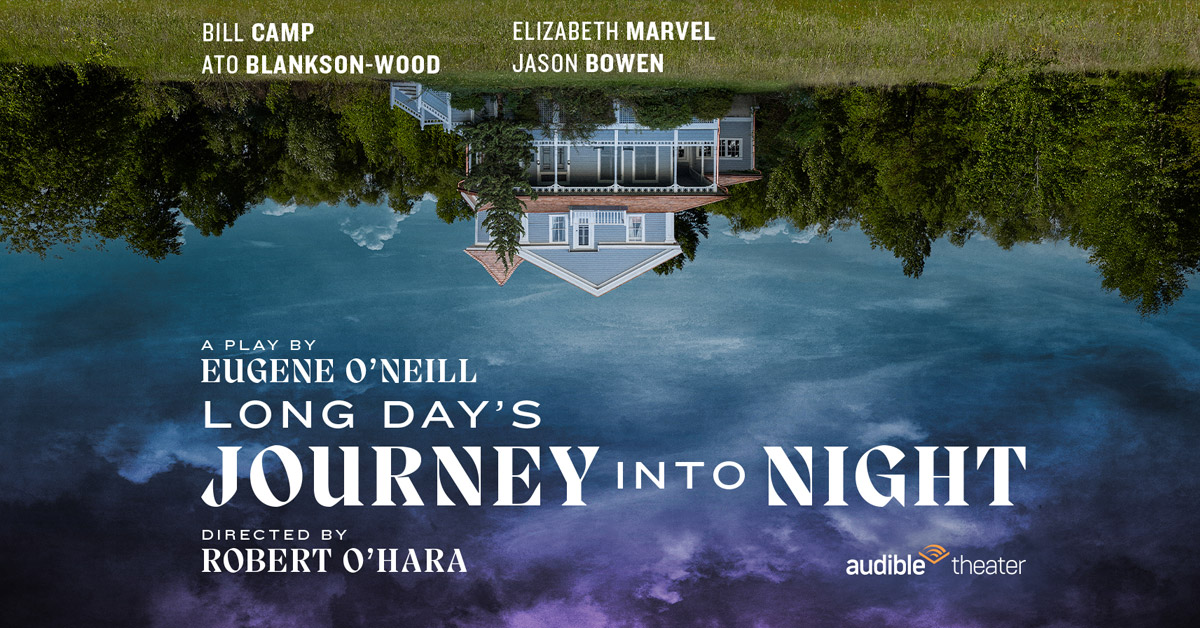 BILL CAMP
ATO BLANKSON-WOOD
ELIZABETH MARVEL
JASON BOWEN
A PLAY BY
EUGENE O’NEILL
LONG DAY’S
JOURNEY INTO NIGHT
DIRECTED BY
ROBERT O’HARA
audible theater